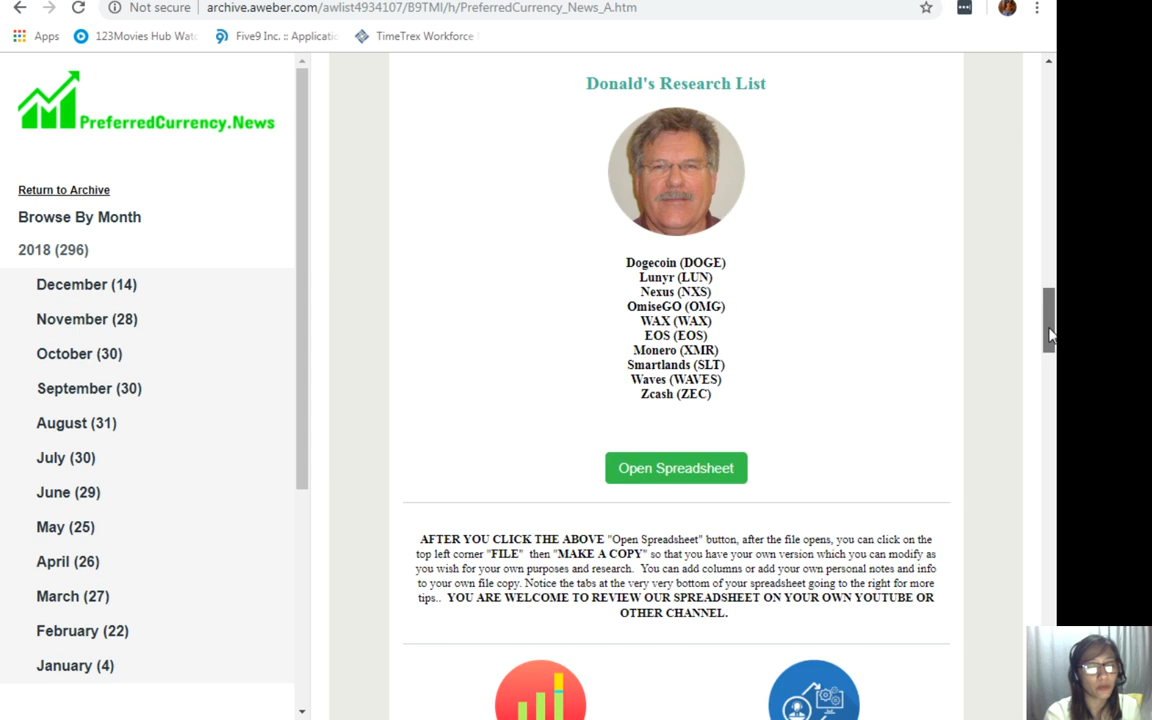 Not secure
archive.aweber.com/awlist4934107/B9TMI/h/PreferredCurrency_News_A.htm
Apps
123Movies Hub Wat
Five9 Inc. :: Applicati
TimeTrex Workforce
PreferredCurrency.News
Return to Archive
Browse By Month
2018 (296)
December (14)
November (28)
October (30)
September (30)
August (31)
July (30)
June (29)
May (25)
April (26)
March (27)
February (22)
January (4)
Donald's Research List
Dogecoin (DOGE)
Lunyr (LUN)
Nexus (NXS)
OmiseGO (OMG)
WAX (WAX)
EOS (EOS)
Monero (XMR)
Smartlands (SLT)
Waves (WAVES)
Zcash (ZEC)
Open Spreadsheet
AFTER YOU CLICK THE ABOVE "Open Spreadsheet" button, after the file opens, you can click on the
top left corner "FILE" then "MAKE A COPY" so that you have your own version which you can modify as
you wish for your own purposes and research. You can add columns or add your own personal notes and info
to your own file copy. Notice the tabs at the very very bottom of your spreadsheet going to the right for more
tips.. YOU ARE WELCOME TO REVIEW OUR SPREADSHEET ON YOUR OWN YOUTUBE OR
OTHER CHANNEL.